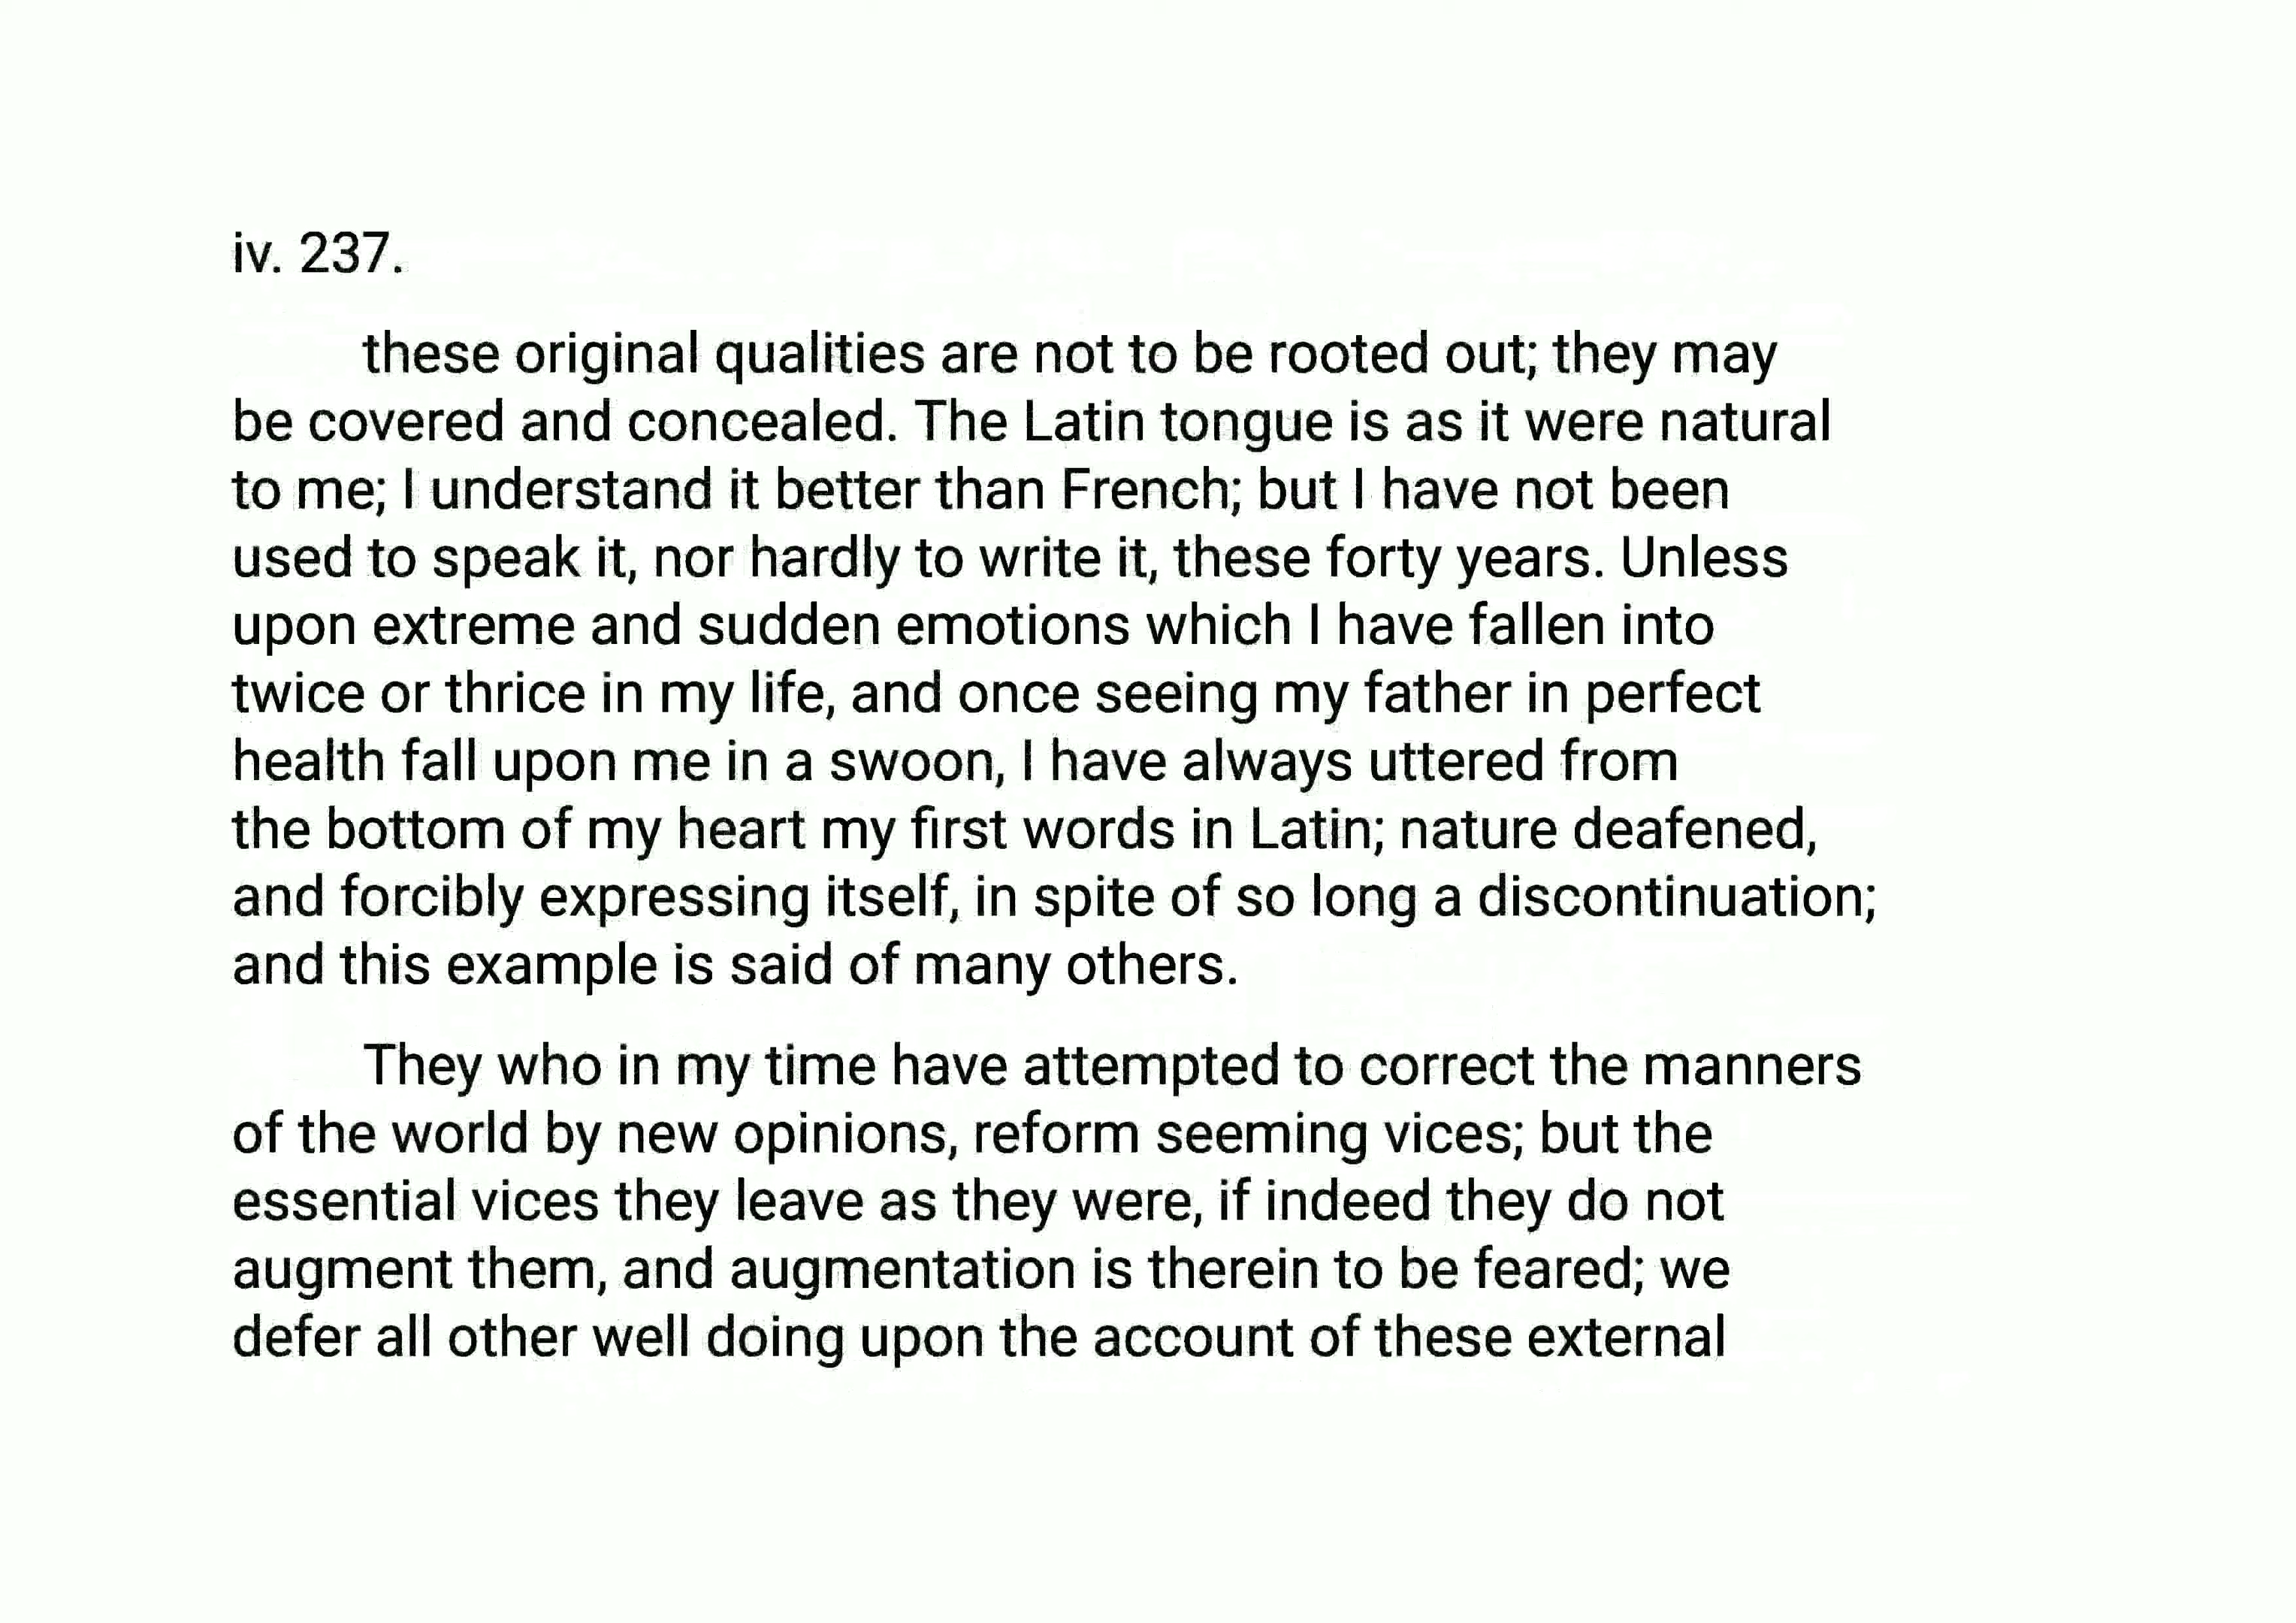 iv. 237.
these original qualities are not to be rooted out; they may
be covered and concealed. The Latin tongue is as it were natural
to me; I understand it better than French; but I have not been
used to speak it, nor hardly to write it, these forty years. Unless
upon extreme and sudden emotions which I have fallen into
twice or thrice in my life, and once seeing my father in perfect
health fall upon me in a swoon, I have always uttered from
the bottom of my heart my first words in Latin; nature deafened,
and forcibly expressing itself, in spite of so long a discontinuation;
and this example is said of many others.
They who in my time have attempted to correct the manners
of the world by new opinions, reform seeming vices; but the
essential vices they leave as they were, if indeed they do not
augment them, and augmentation is therein to be feared; we
defer all other well doing upon the account of these external